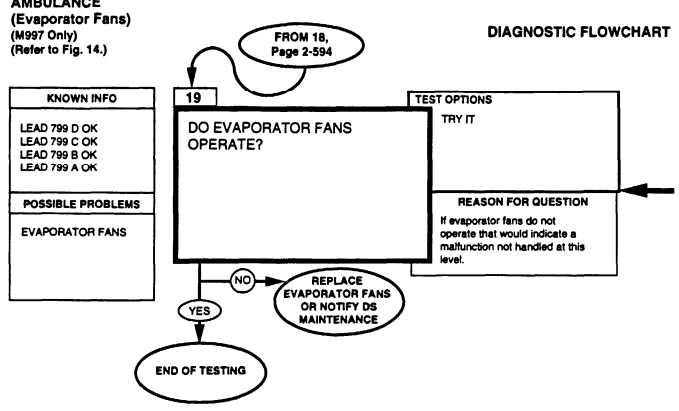 AMBULANCE
(Evaporator Fans)
(M997 Only)
(Refer to Fig. 14.)
DIAGNOSTIC FLOWCHART
FROM 18,
Page 2-594
KNOWN INFO
LEAD 799 D OK
LEAD 799 C OK
LEAD 799 B OK
LEAD 799 A OK
POSSIBLE PROBLEMS
EVAPORATOR FANS
19
DO EVAPORATOR FANS
OPERATE?
TEST OPTIONS
TRY IT
REASON FOR QUESTION
If evaporator fans do not
operate that would indicate a
malfunction not handled at this
level.
NO
REPLACE
EVAPORATOR FANS
OR NOTIFY DS
MAINTENANCE
YES
END OF TESTING